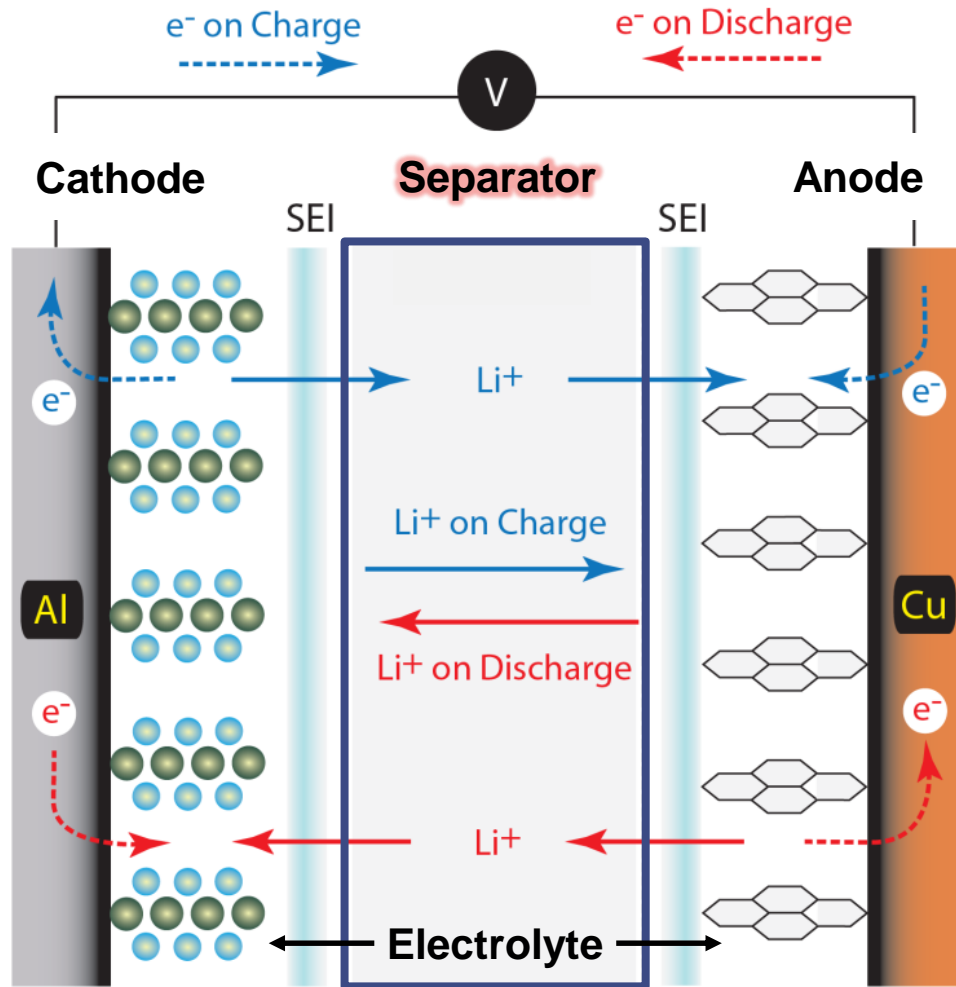 e⁻ on Charge
e⁻ on Discharge
V
Cathode
Separator
Anode
SEI
SEI
Li⁺
e⁻
e⁻
Li⁺ on Charge
Al
Cu
Li⁺ on Discharge
e⁻
e⁻
Li⁺
Electrolyte